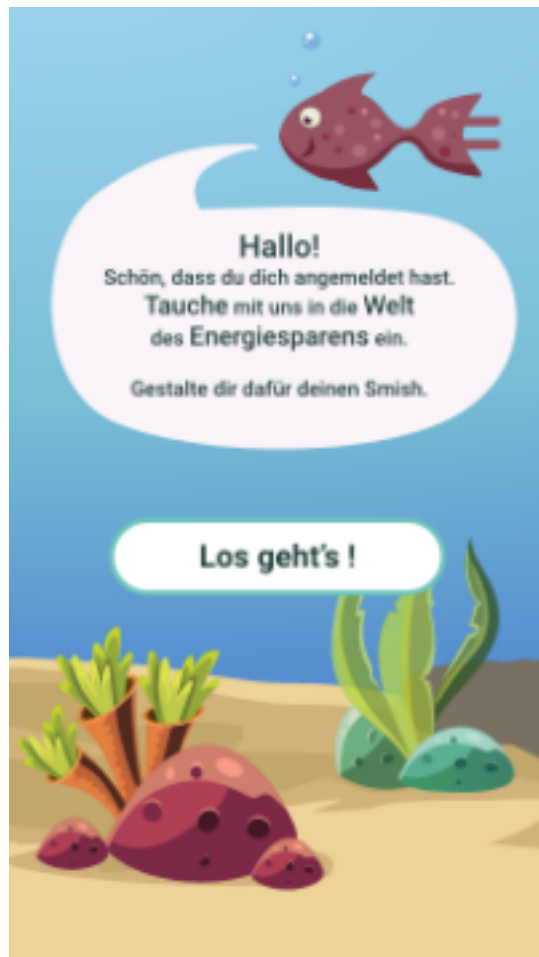 Hallo!
Schön, dass du dich angemeldet hast.
Tauche mit uns in die Welt
des Energiesparens ein.
Gestalte dir dafür deinen Smish.
Los geht's !